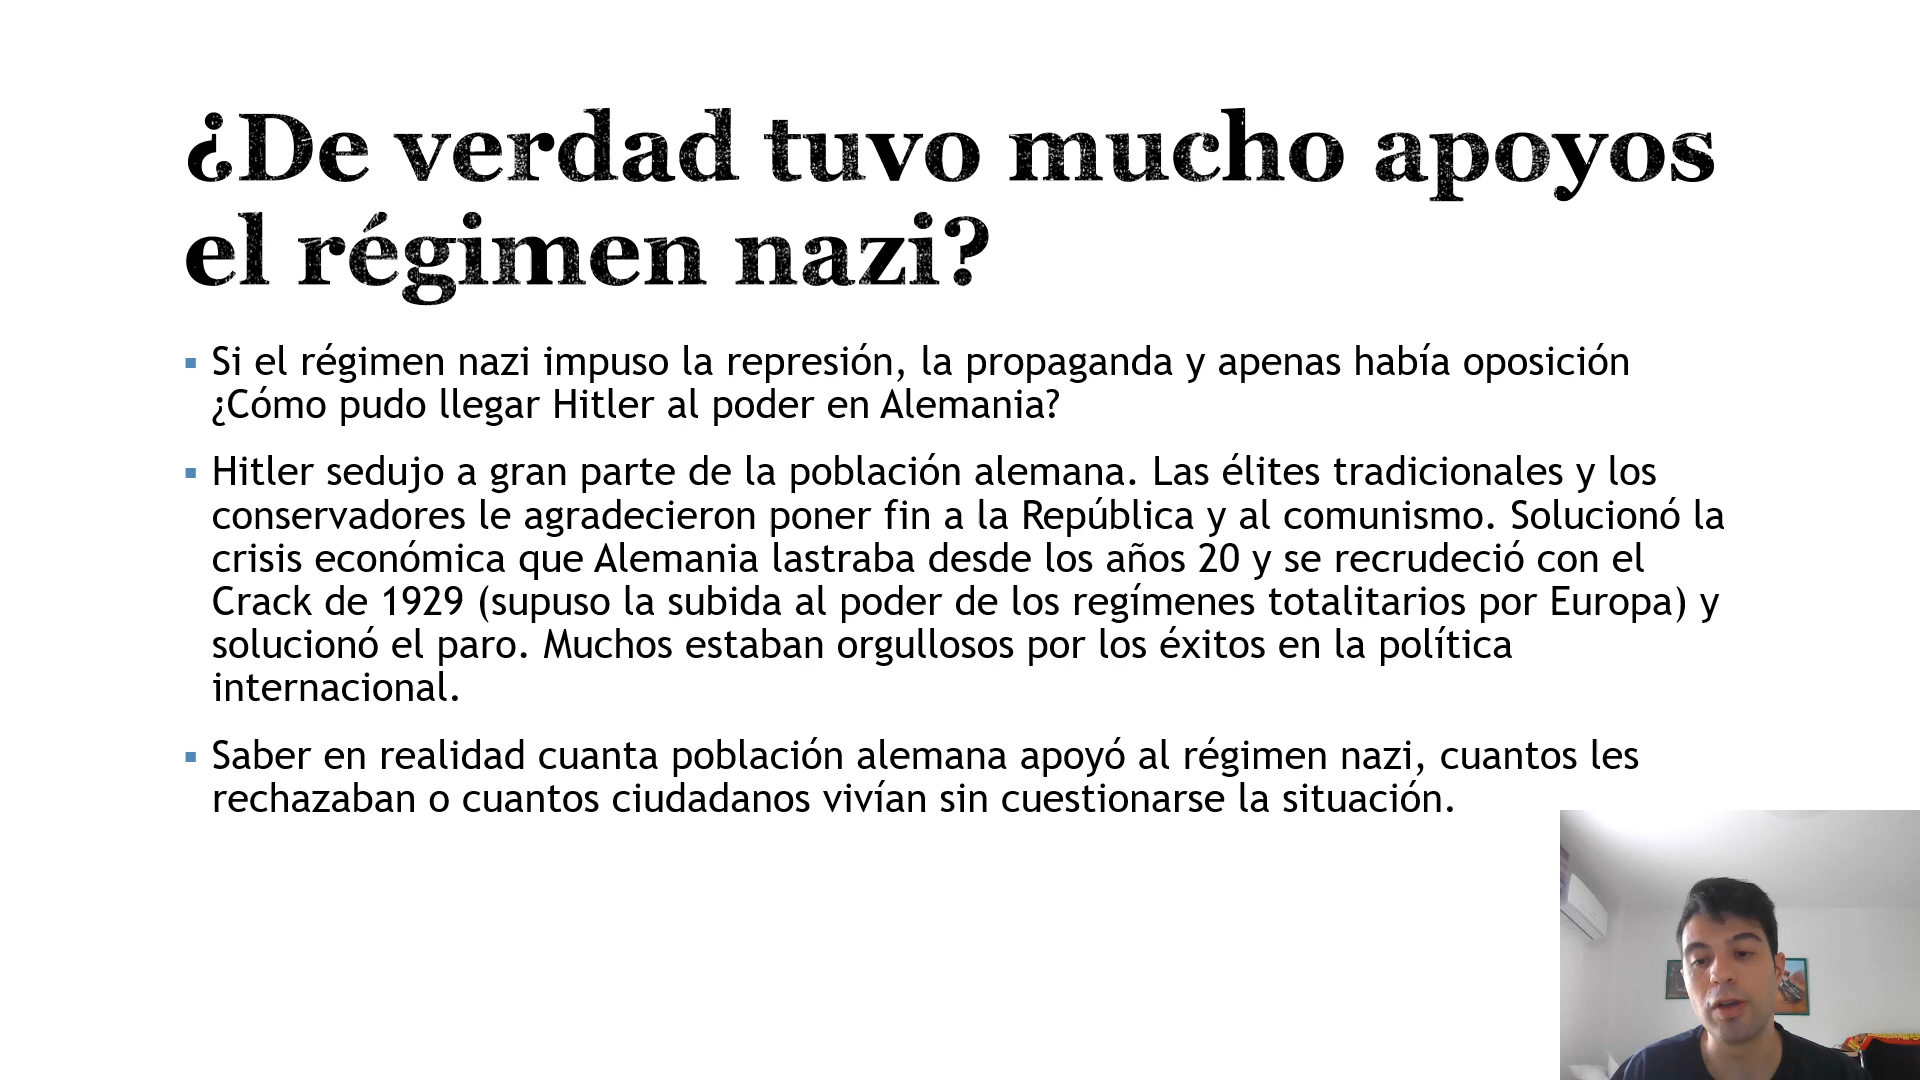 ¿De verdad tuvo mucho apoyos
el régimen nazi?
▪ Si el régimen nazi impuso la represión, la propaganda y apenas había oposición
¿Cómo pudo llegar Hitler al poder en Alemania?
▪ Hitler sedujo a gran parte de la población alemana. Las élites tradicionales y los
conservadores le agradecieron poner fin a la República y al comunismo. Solucionó la
crisis económica que Alemania lastraba desde los años 20 y se recrudeció con el
Crack de 1929 (supuso la subida al poder de los regímenes totalitarios por Europa) y
solucionó el paro. Muchos estaban orgullosos por los éxitos en la política
internacional.
▪ Saber en realidad cuanta población alemana apoyó al régimen nazi, cuantos les
rechazaban o cuantos ciudadanos vivían sin cuestionarse la situación.